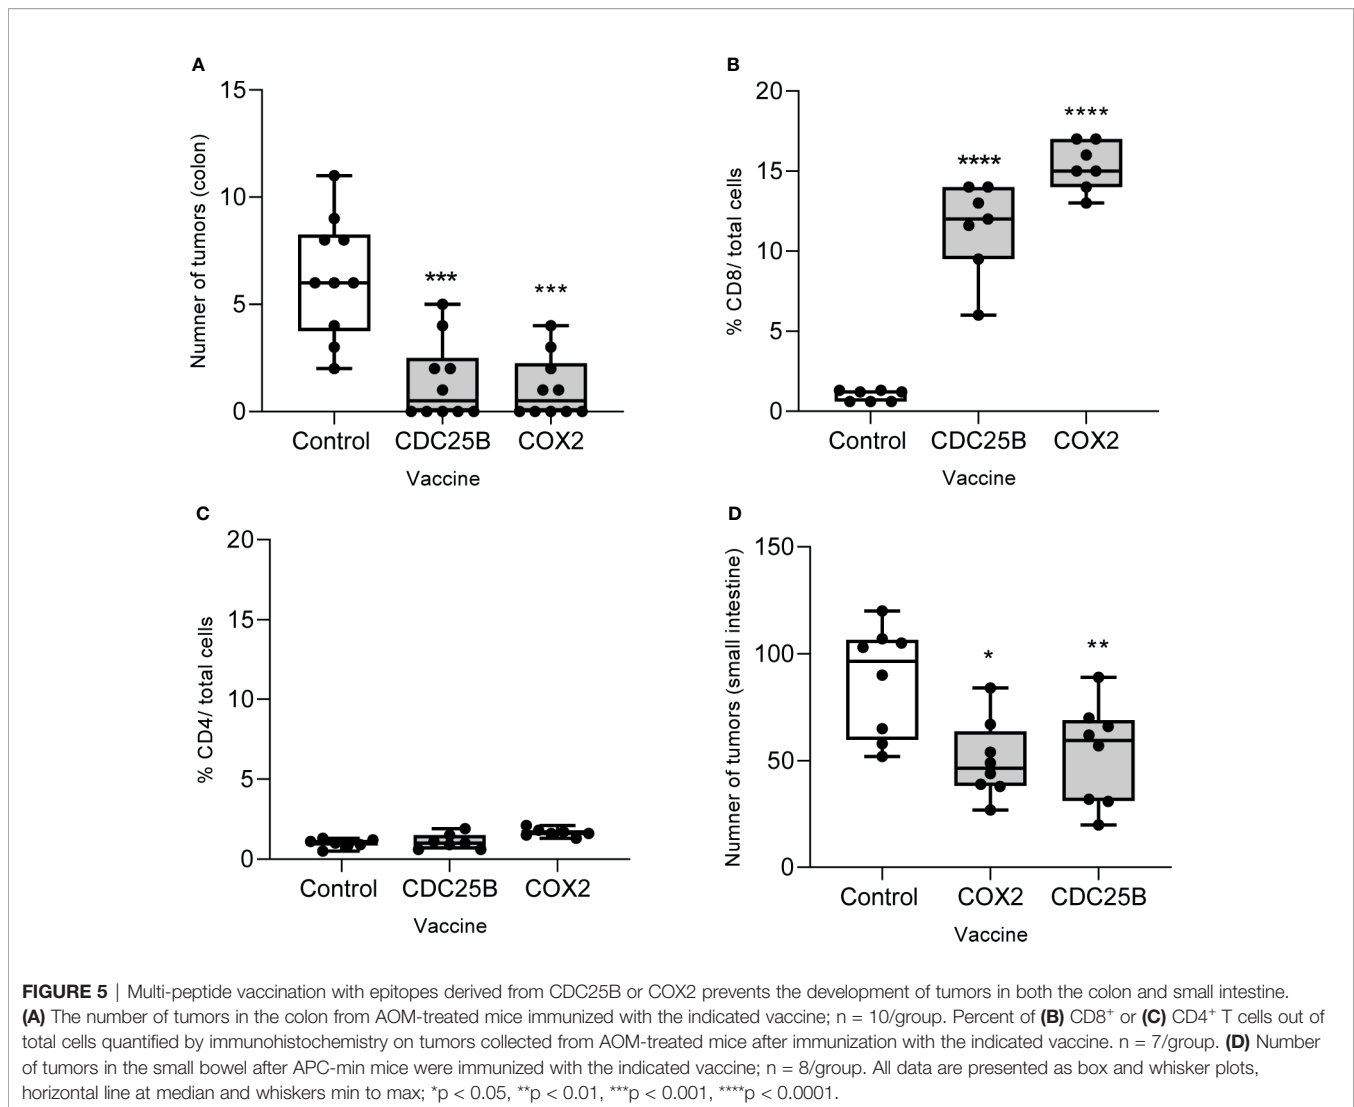 A
15
10
5
0
Numner of tumors (colon)
***
***
Control CDC25B COX2
Vaccine
B
20
15
10
5
0
% CD8/ total cells
****
****
Control CDC25B COX2
Vaccine
C
20
15
10
5
0
% CD4/ total cells
Control CDC25B COX2
Vaccine
D
150
100
50
0
Numner of tumors (small intestine)
*
**
Control COX2 CDC25B
Vaccine
FIGURE 5 | Multi-peptide vaccination with epitopes derived from CDC25B or COX2 prevents the development of tumors in both the colon and small intestine.
(A) The number of tumors in the colon from AOM-treated mice immunized with the indicated vaccine; n = 10/group. Percent of (B) CD8⁺ or (C) CD4⁺ T cells out of
total cells quantified by immunohistochemistry on tumors collected from AOM-treated mice after immunization with the indicated vaccine. n = 7/group. (D) Number
of tumors in the small bowel after APC-min mice were immunized with the indicated vaccine; n = 8/group. All data are presented as box and whisker plots,
horizontal line at median and whiskers min to max; *p < 0.05, **p < 0.01, ***p < 0.001, ****p < 0.0001.